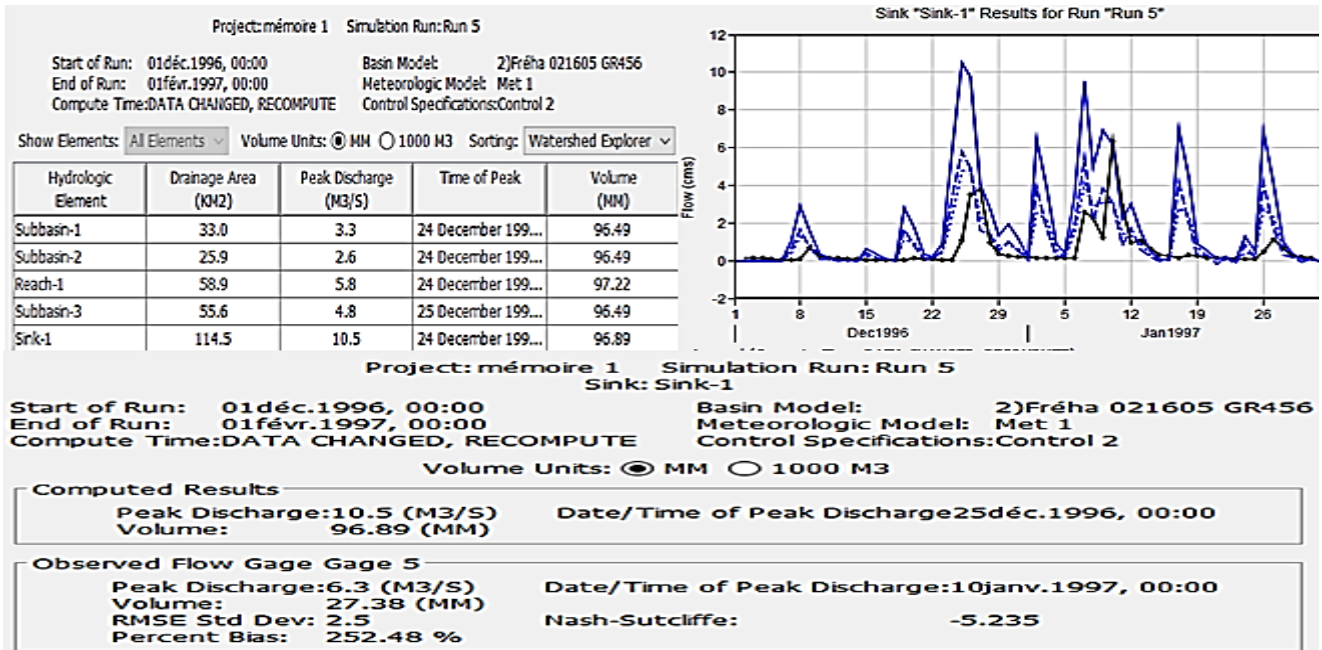 Project: mémoire 1 Simulation Run: Run 5
Start of Run: 01déc.1996, 00:00 Basin Model: 2)Fréha 021605 GR456
End of Run: 01févr.1997, 00:00 Meteorologic Model: Met 1
Compute Time:DATA CHANGED, RECOMPUTE Control Specifications:Control 2
Show Elements: All Elements Volume Units: MM 1000 M3 Sorting: Watershed Explorer
Hydrologic Element Drainage Area (KM2) Peak Discharge (M3/S) Time of Peak Volume (MM)
Subbasin-1 33.0 3.3 24 December 199... 96.49
Subbasin-2 25.9 2.6 24 December 199... 96.49
Reach-1 58.9 5.8 24 December 199... 97.22
Subbasin-3 55.6 4.8 25 December 199... 96.49
Sink-1 114.5 10.5 24 December 199... 96.89
Sink "Sink-1" Results for Run "Run 5"
12
10
8
6
4
2
0
-2
Flow (cms)
1 8 15 22 29 5 12 19 26
Dec1996 Jan1997
Project: mémoire 1 Simulation Run: Run 5
Sink: Sink-1
Start of Run: 01déc.1996, 00:00 Basin Model: 2)Fréha 021605 GR456
End of Run: 01févr.1997, 00:00 Meteorologic Model: Met 1
Compute Time:DATA CHANGED, RECOMPUTE Control Specifications:Control 2
Volume Units: MM 1000 M3
Computed Results
Peak Discharge:10.5 (M3/S) Date/Time of Peak Discharge25déc.1996, 00:00
Volume: 96.89 (MM)
Observed Flow Gage Gage 5
Peak Discharge:6.3 (M3/S) Date/Time of Peak Discharge:10janv.1997, 00:00
Volume: 27.38 (MM)
RMSE Std Dev: 2.5 Nash-Sutcliffe: -5.235
Percent Bias: 252.48 %